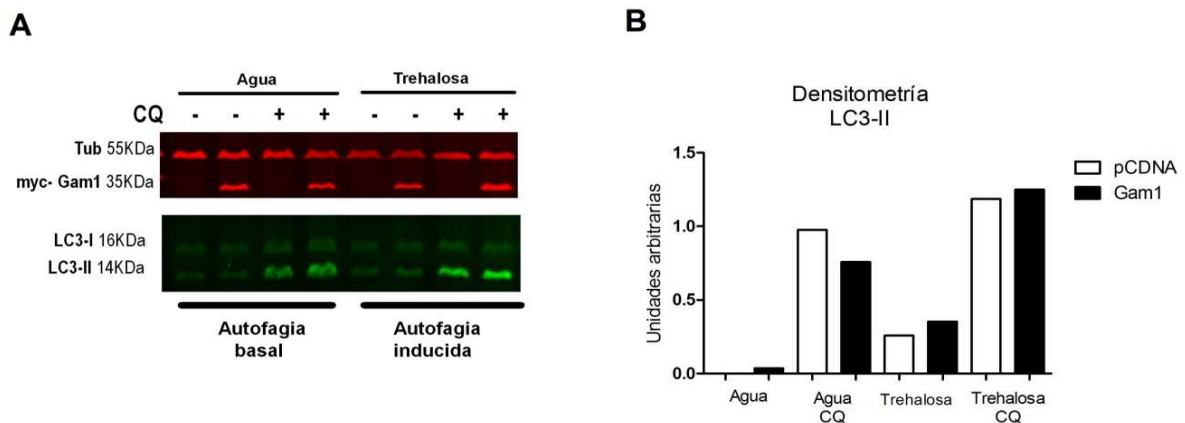 A
Agua Trehalosa
CQ - - + + - - + +
Tub 55KDa
myc- Gam1 35KDa
LC3-I 16KDa
LC3-II 14KDa
Autofagia
basal
Autofagia
inducida
B
Densitometría
LC3-II
Unidades arbitrarias
1.5
1.0
0.5
0.0
pCDNA
Gam1
Agua
Agua
CQ
Trehalosa
Trehalosa
CQ